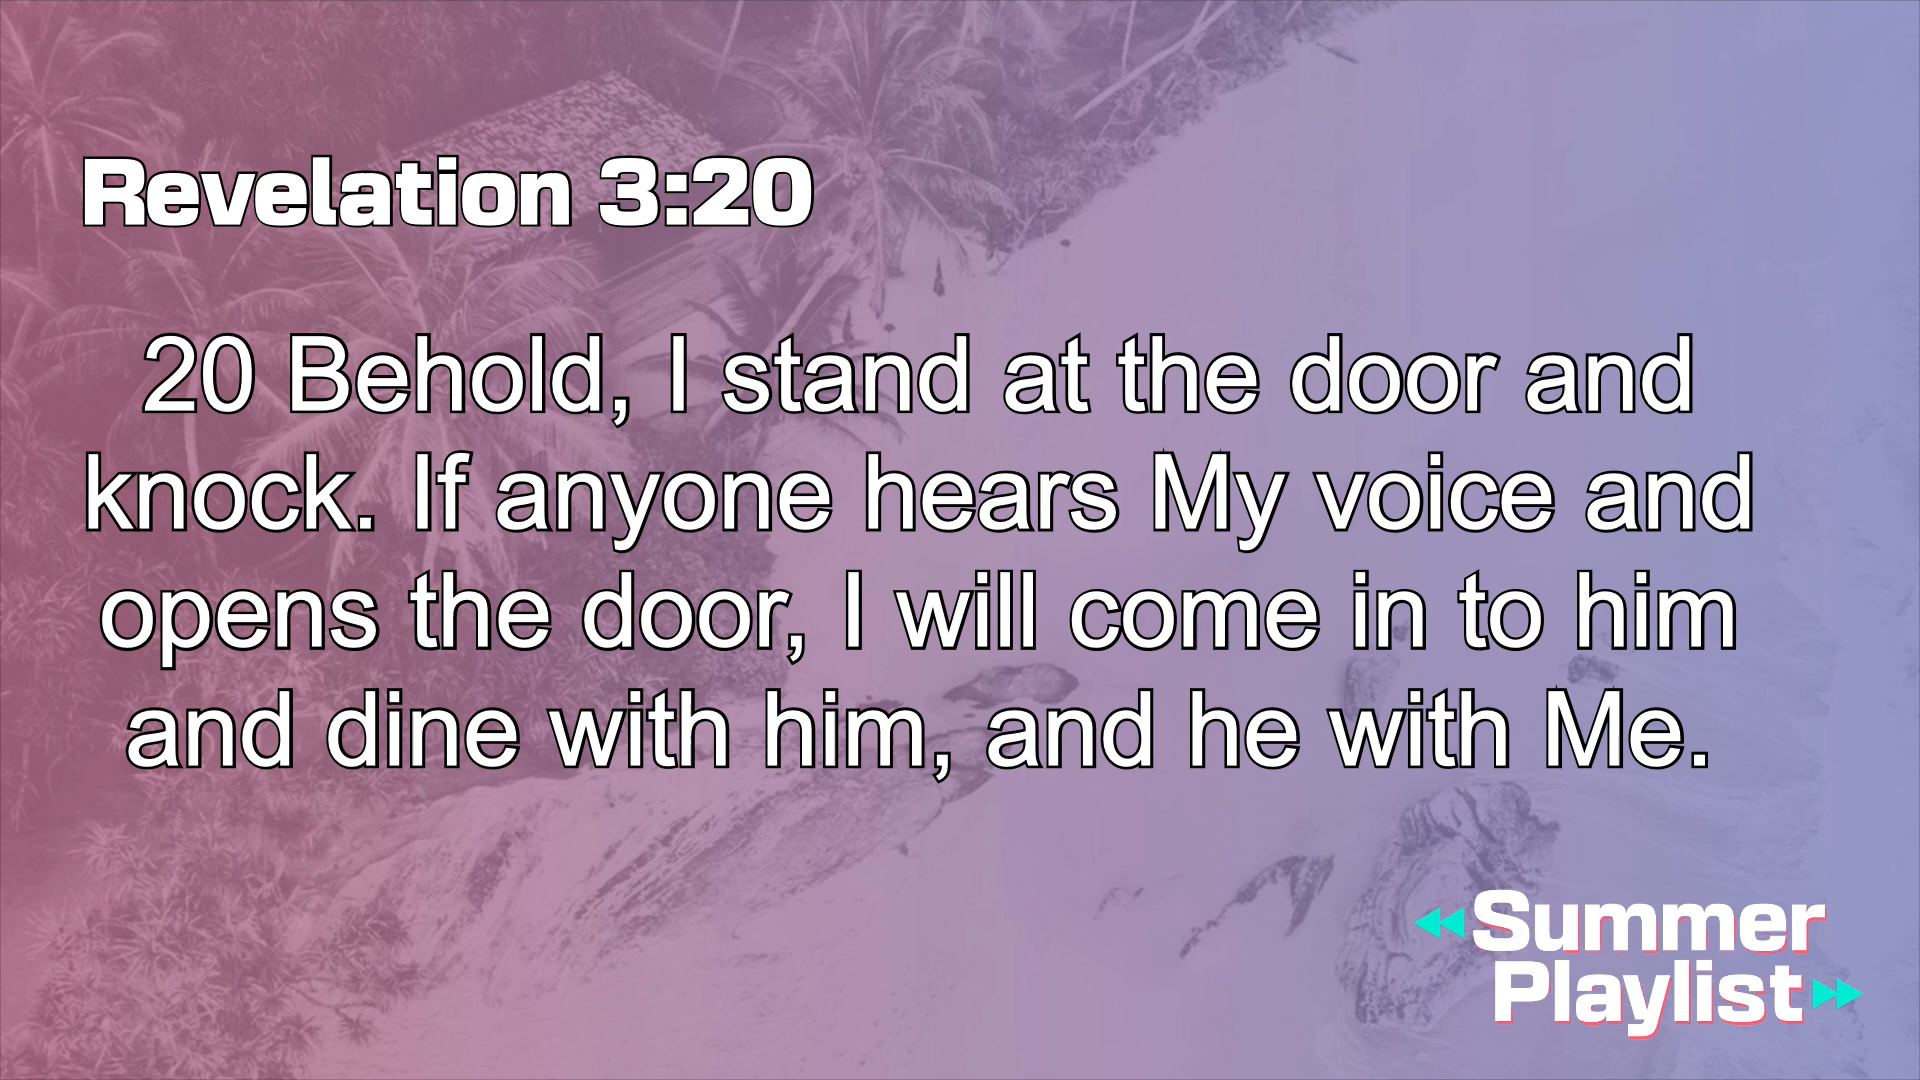 Revelation 3:20
20 Behold, I stand at the door and
knock. If anyone hears My voice and
opens the door, I will come in to him
and dine with him, and he with Me.
Summer
Playlist